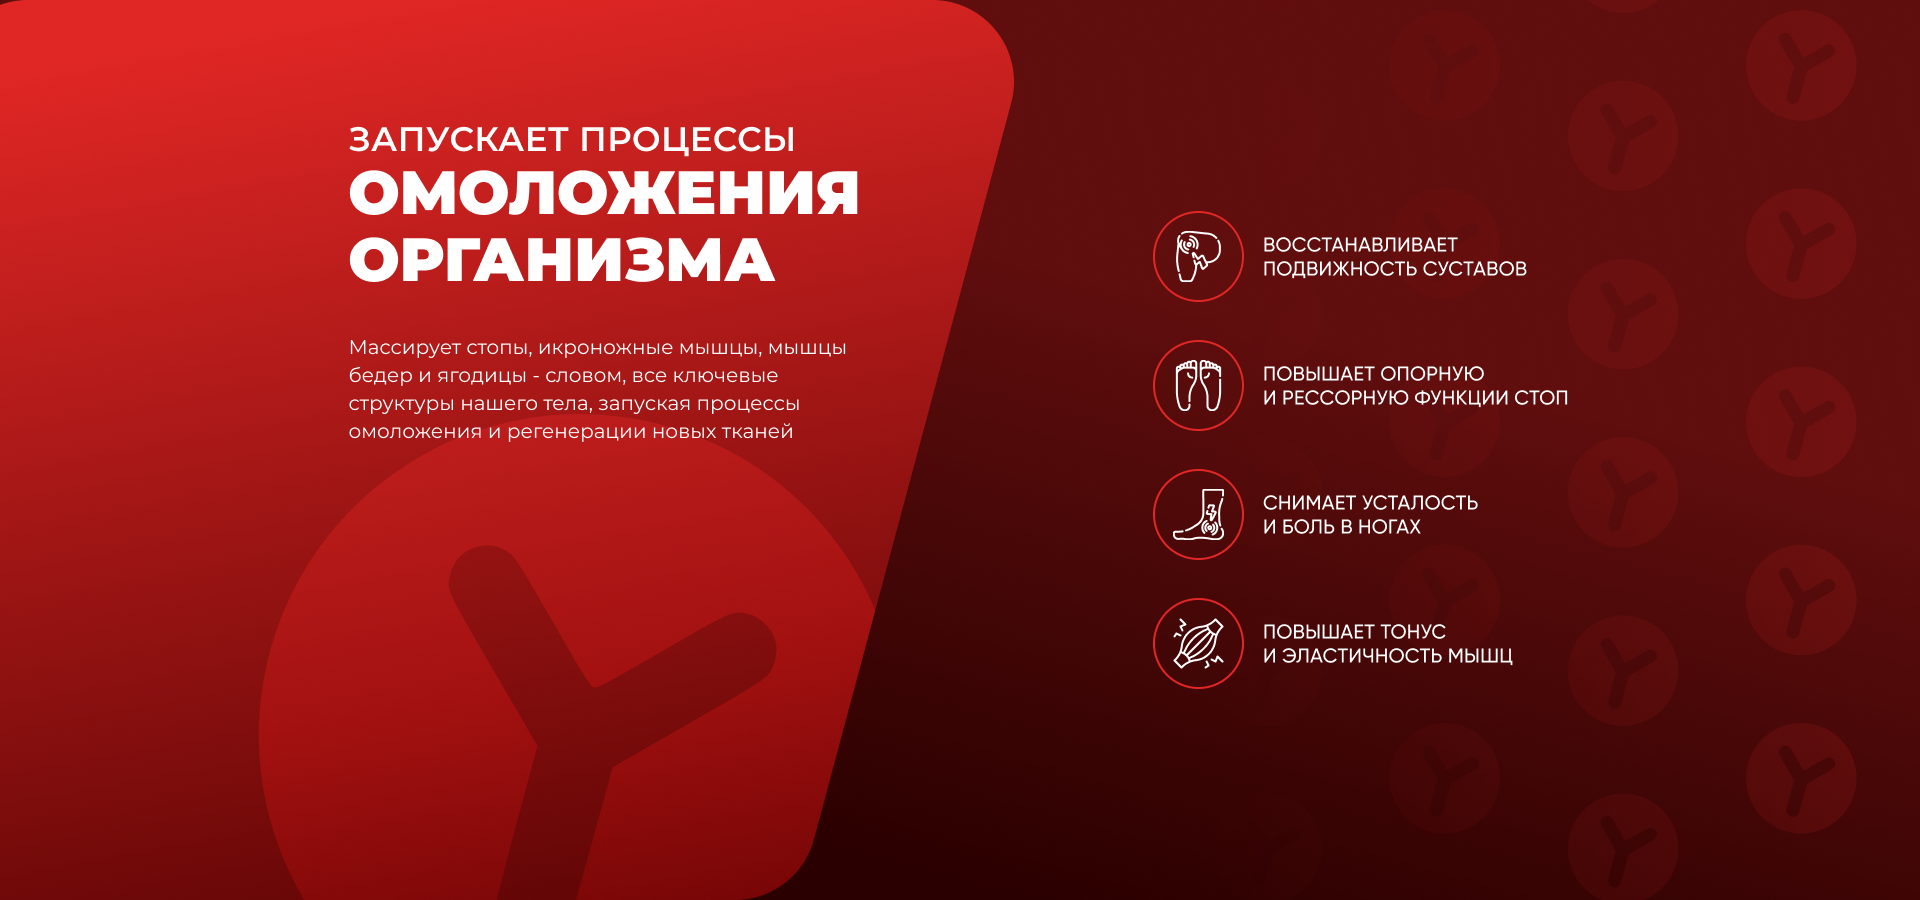 ЗАПУСКАЕТ ПРОЦЕССЫ
ОМОЛОЖЕНИЯ
ОРГАНИЗМА
Массирует стопы, икроножные мышцы, мышцы
бедер и ягодицы - словом, все ключевые
структуры нашего тела, запуская процессы
омоложения и регенерации новых тканей
ВОССТАНАВЛИВАЕТ
ПОДВИЖНОСТЬ СУСТАВОВ
ПОВЫШАЕТ ОПОРНУЮ
И РЕССОРНУЮ ФУНКЦИИ СТОП
СНИМАЕТ УСТАЛОСТЬ
И БОЛЬ В НОГАХ
ПОВЫШАЕТ ТОНУС
И ЭЛАСТИЧНОСТЬ МЫШЦ